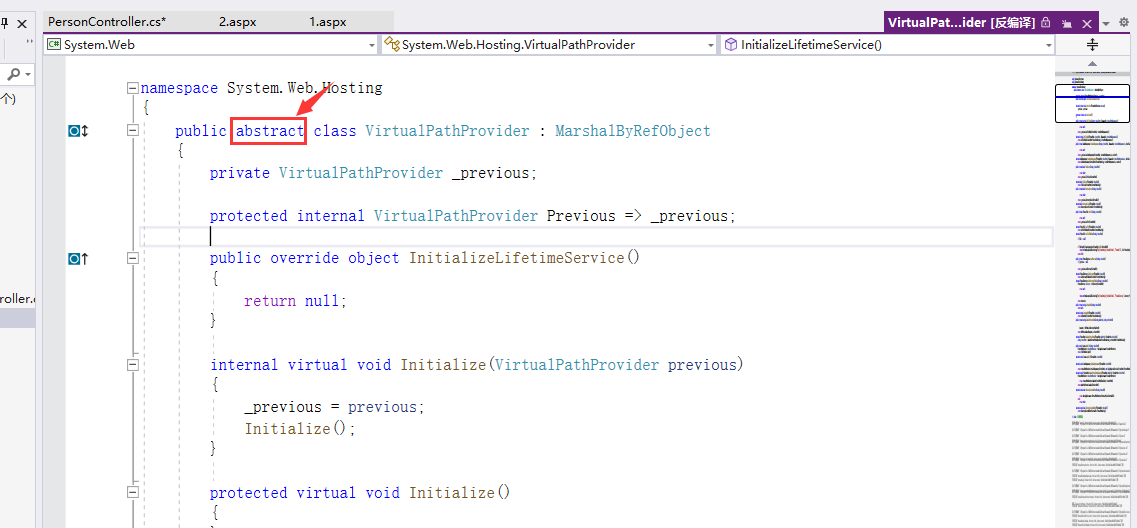 PersonController.cs* 2.aspx 1.aspx VirtualPat...ider [反编译]
C# System.Web System.Web.Hosting.VirtualPathProvider InitializeLifetimeService()
个)
namespace System.Web.Hosting
{
public abstract class VirtualPathProvider : MarshalByRefObject
{
private VirtualPathProvider _previous;
protected internal VirtualPathProvider Previous => _previous;
public override object InitializeLifetimeService()
{
return null;
}
internal virtual void Initialize(VirtualPathProvider previous)
{
_previous = previous;
Initialize();
}
protected virtual void Initialize()
{
roller.c